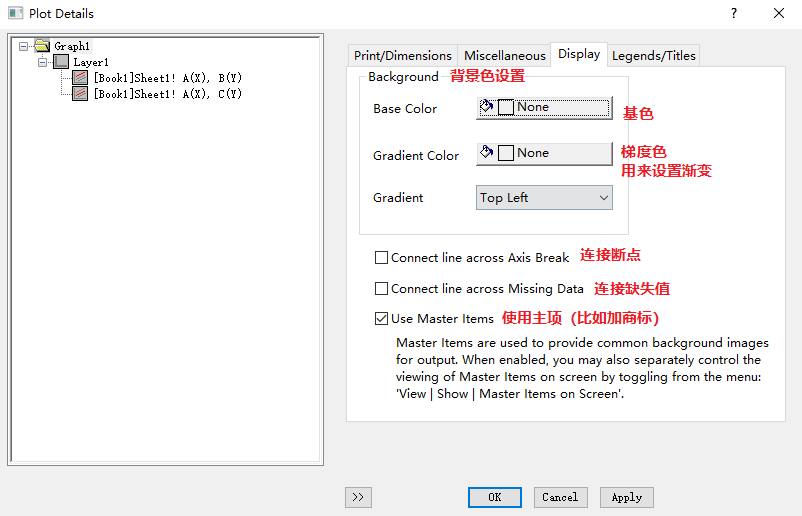 Plot Details
?
Graph1
Layer1
[Book1]Sheet1! A(X), B(Y)
[Book1]Sheet1! A(X), C(Y)
Print/Dimensions Miscellaneous Display Legends/Titles
Background 背景色设置
Base Color None 基色
Gradient Color None 梯度色
用来设置渐变
Gradient Top Left
Connect line across Axis Break 连接断点
Connect line across Missing Data 连接缺失值
Use Master Items 使用主项（比如加商标）
Master Items are used to provide common background images
for output. When enabled, you may also separately control the
viewing of Master Items on screen by toggling from the menu:
'View | Show | Master Items on Screen'.
>> OK Cancel Apply